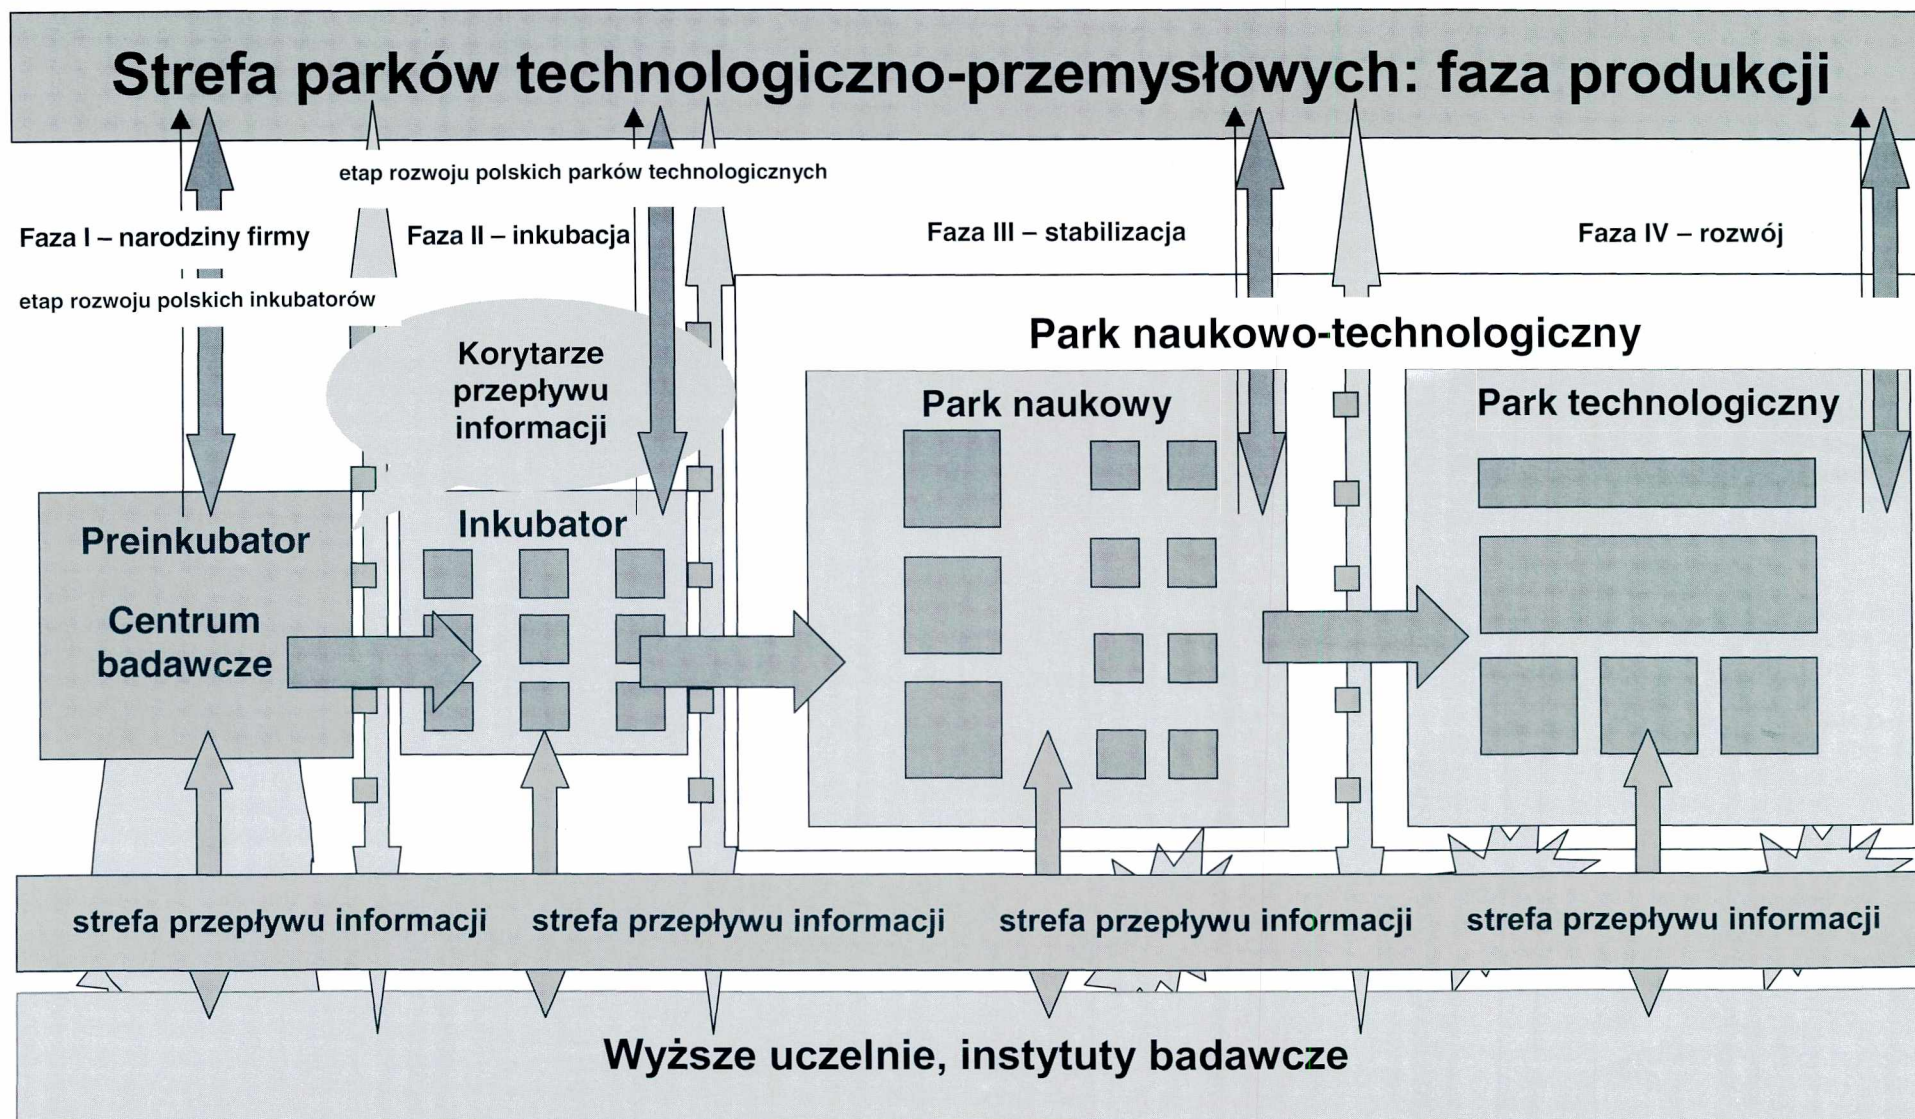 Strefa parków technologiczno-przemysłowych: faza produkcji
etap rozwoju polskich parków technologicznych
Faza I – narodziny firmy
Faza II – inkubacja
Faza III – stabilizacja
Faza IV – rozwój
etap rozwoju polskich inkubatorów
Park naukowo-technologiczny
Korytarze
przepływu
informacji
Park naukowy
Park technologiczny
Preinkubator
Inkubator
Centrum
badawcze
strefa przepływu informacji
strefa przepływu informacji
strefa przepływu informacji
strefa przepływu informacji
Wyższe uczelnie, instytuty badawcze